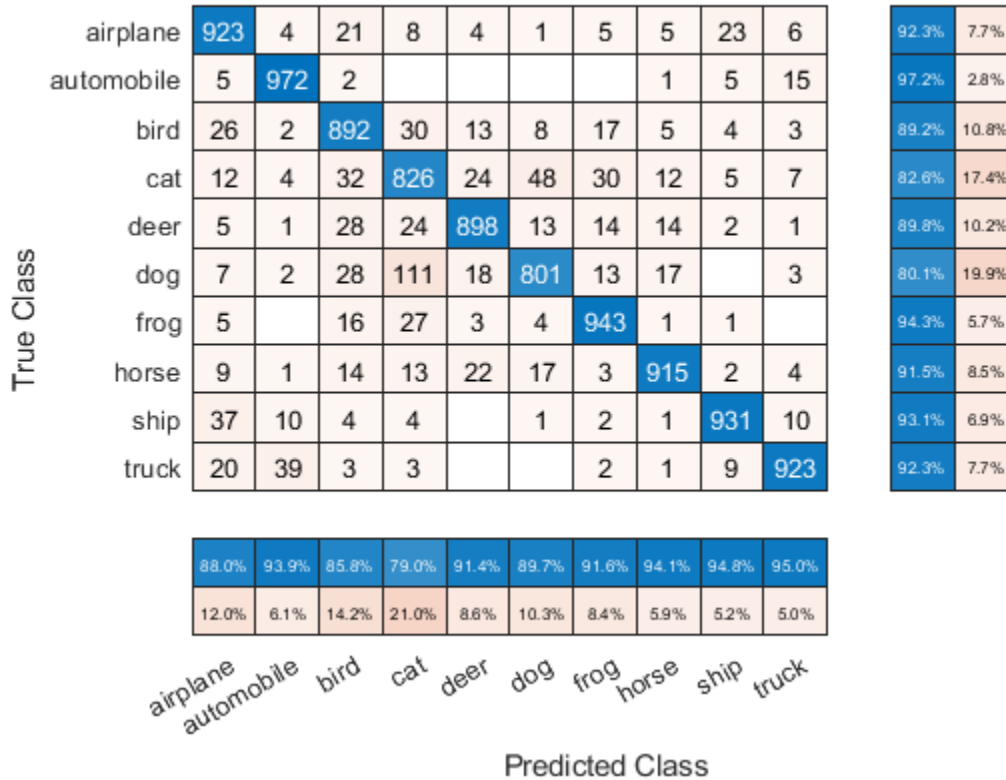 airplane 923 4 21 8 4 1 5 5 23 6 92.3% 7.7%
automobile 5 972 2 1 5 15 97.2% 2.8%
bird 26 2 892 30 13 8 17 5 4 3 89.2% 10.8%
cat 12 4 32 826 24 48 30 12 5 7 82.6% 17.4%
deer 5 1 28 24 898 13 14 14 2 1 89.8% 10.2%
dog 7 2 28 111 18 801 13 17 3 80.1% 19.9%
frog 5 16 27 3 4 943 1 1 94.3% 5.7%
horse 9 1 14 13 22 17 3 915 2 4 91.5% 8.5%
ship 37 10 4 4 1 2 1 931 10 93.1% 6.9%
truck 20 39 3 3 2 1 9 923 92.3% 7.7%
True Class
88.0% 93.9% 85.8% 79.0% 91.4% 89.7% 91.6% 94.1% 94.8% 95.0%
12.0% 6.1% 14.2% 21.0% 8.6% 10.3% 8.4% 5.9% 5.2% 5.0%
airplane automobile bird cat deer dog frog horse ship truck
Predicted Class